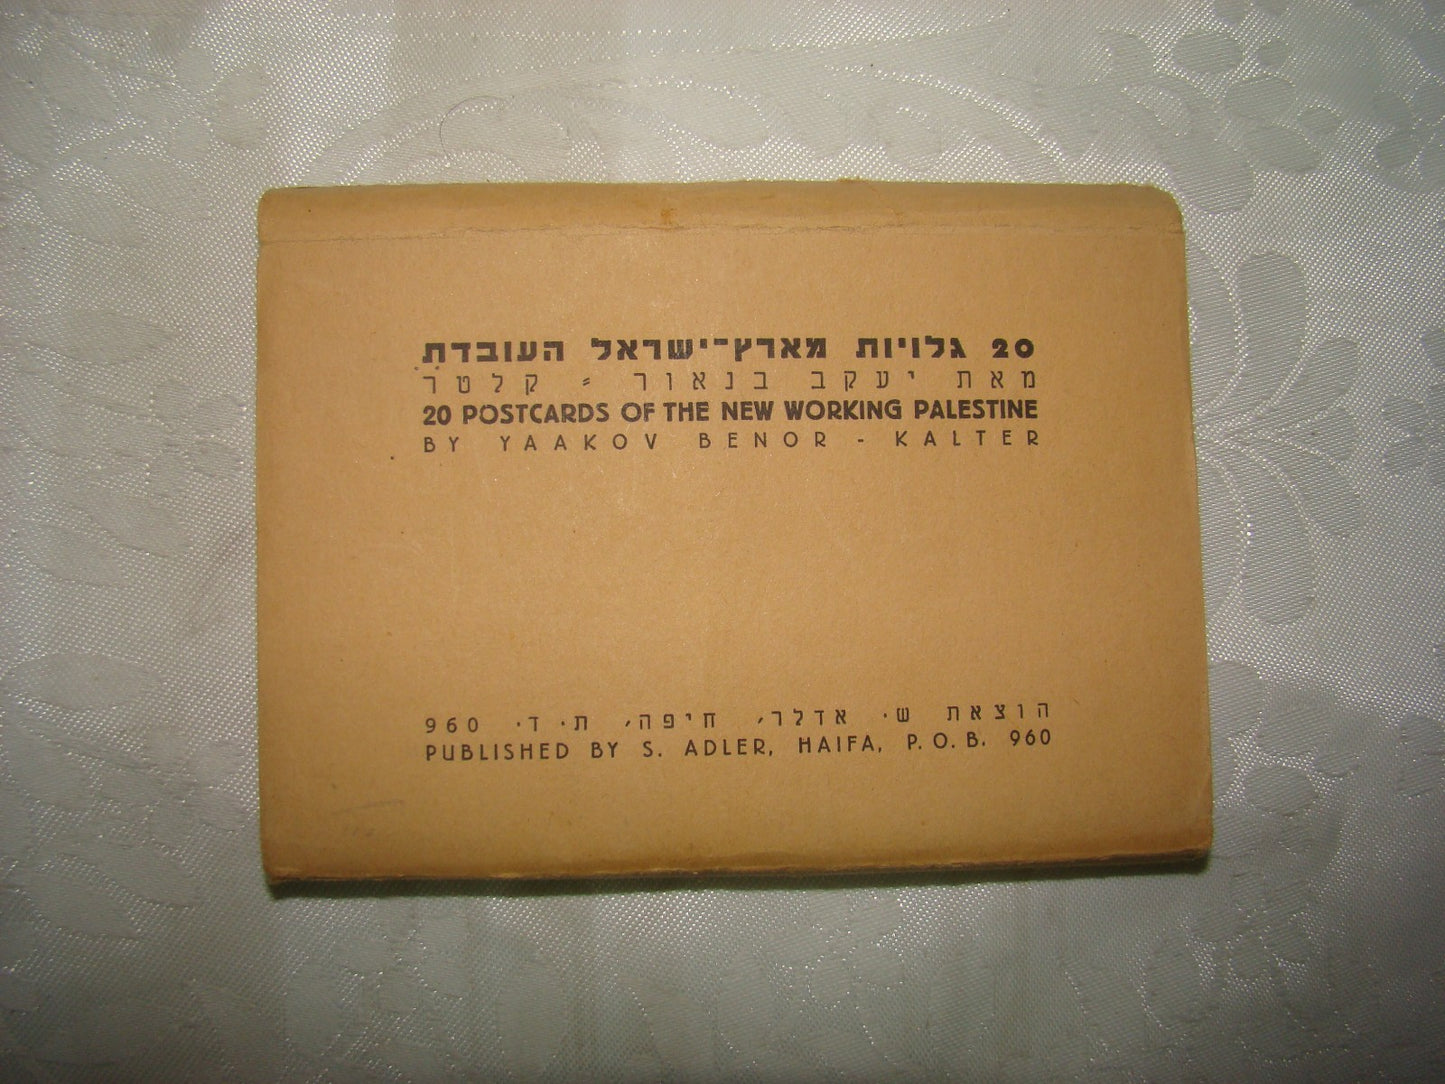 20 גלויות מארץ־ישראל העובדת
מאת יעקב בנאור - קלטר
20 POSTCARDS OF THE NEW WORKING PALESTINE
BY YAAKOV BENOR - KALTER
הוצאת ש. אדלר, חיפה, ת. ד. 960
PUBLISHED BY S. ADLER, HAIFA, P. O. B. 960